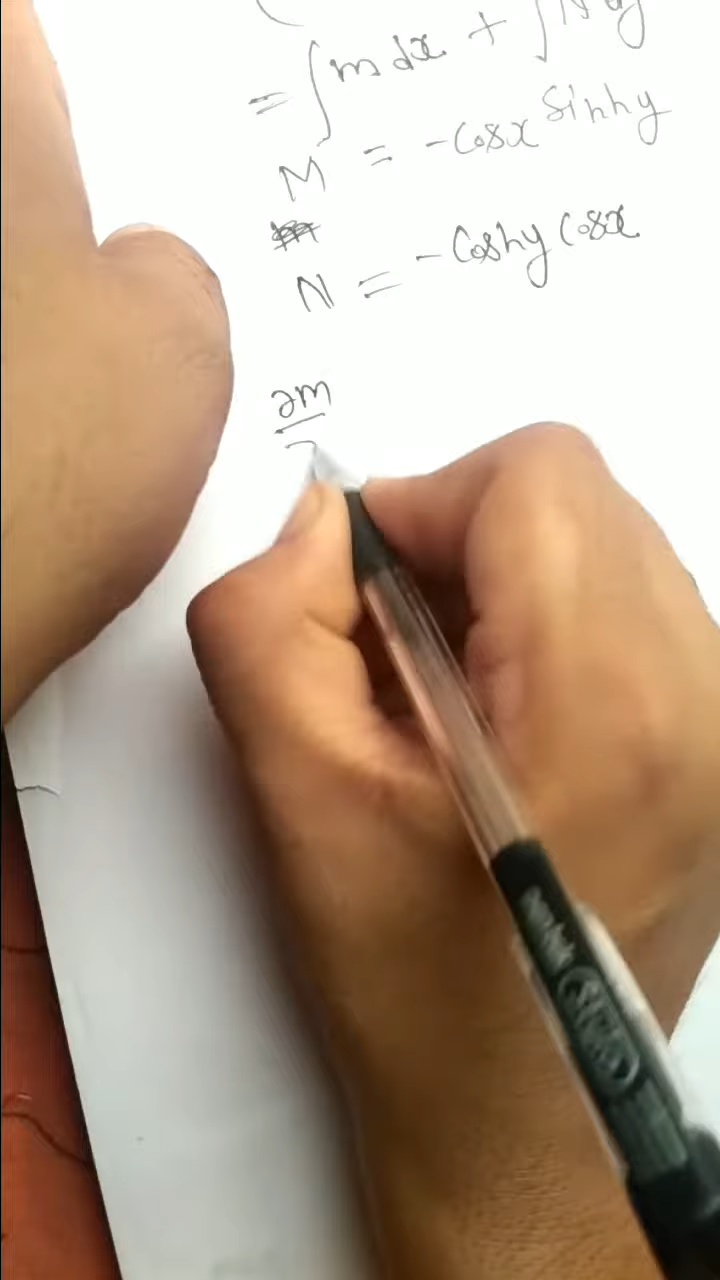 = ∫ m dx + ∫ N dy
M = -Cosx Sinhy
N = -Coshy Cosx
∂m